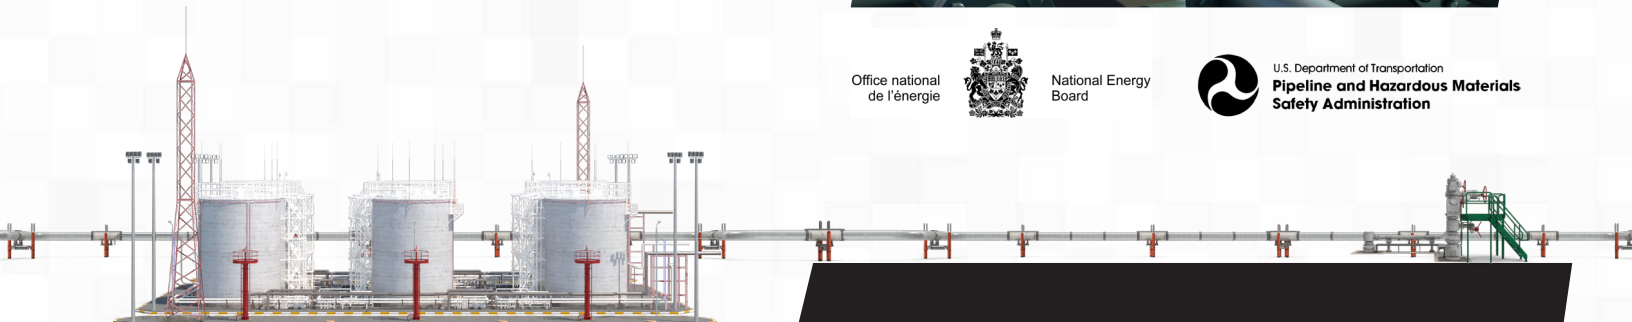 Office national
de l'énergie
National Energy
Board
U.S. Department of Transportation
Pipeline and Hazardous Materials
Safety Administration